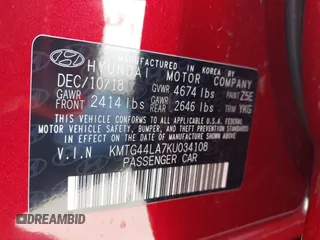 MANUFACTURED IN KOREA BY
HYUNDAI MOTOR COMPANY
DEC/10/18 GVWR 4674 lbs PAINT Z5E
GAWR FRONT 2414 lbs GAWR REAR 2646 lbs TRIM YKG
THIS VEHICLE CONFORMS TO ALL APPLICABLE
FEDERAL MOTOR VEHICLE SAFETY, BUMPER, AND
THEFT PREVENTION STANDARDS IN EFFECT ON
THE DATE OF MANUFACTURE SHOWN ABOVE.
V.I.N KMTG44LA7KU034108
PASSENGER CAR
DREAMBID